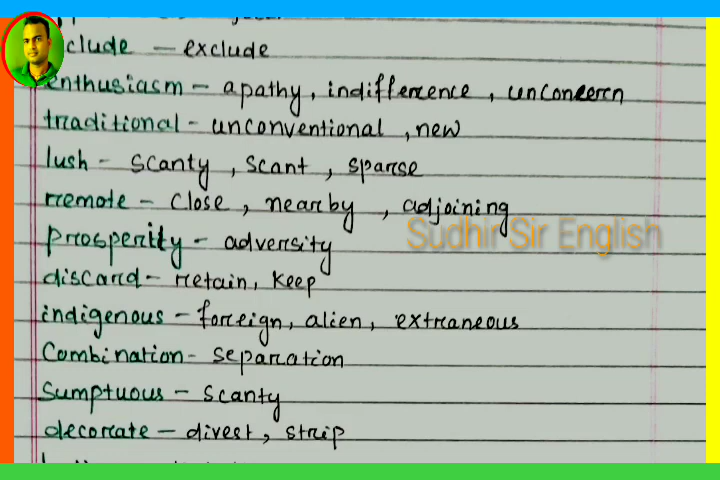 clude — exclude
enthusiasm – apathy, indifference, unconcern
traditional – unconventional, new
lush – scanty, scant, sparse
remote – close, nearby, adjoining
prosperity – adversity
Sudhir Sir English
discard – retain, keep
indigenous – foreign, alien, extraneous
Combination – separation
Sumptuous – scanty
decorate – divest, strip